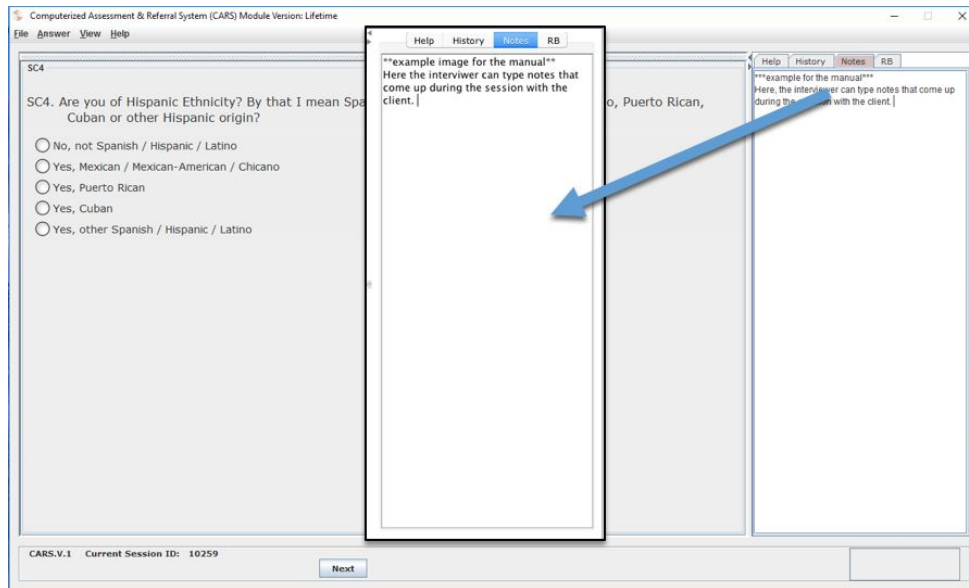 Computerized Assessment & Referral System (CARS) Module Version: Lifetime
File Answer View Help
SC4
SC4. Are you of Hispanic Ethnicity? By that I mean Spa
o, Puerto Rican,
Cuban or other Hispanic origin?
No, not Spanish / Hispanic / Latino
Yes, Mexican / Mexican-American / Chicano
Yes, Puerto Rican
Yes, Cuban
Yes, other Spanish / Hispanic / Latino
Help History Notes RB
**example image for the manual**
Here the interviwer can type notes that
come up during the session with the
client.
Help History Notes RB
***example for the manual***
Here, the interviewer can type notes that come up
during the session with the client.
CARS.V.1 Current Session ID: 10259
Next